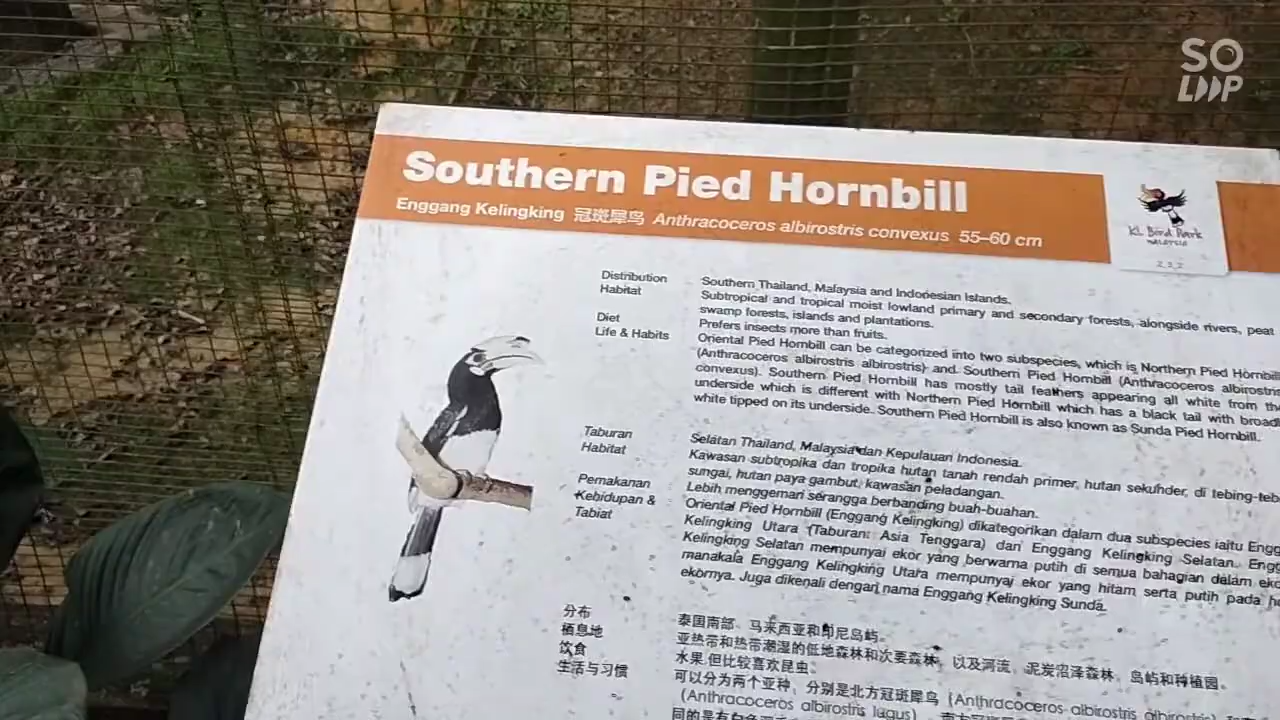 SO
LOOP
Southern Pied Hornbill
Enggang Kelingking 冠斑犀鸟 Anthracoceros albirostris convexus 55–60 cm
KL Bird Park
MALAYSIA
Distribution Southern Thailand, Malaysia and Indonesian Islands.
Habitat Subtropical and tropical moist lowland primary and secondary forests, alongside rivers, peat
swamp forests, islands and plantations.
Diet Prefers insects more than fruits.
Life & Habits Oriental Pied Hornbill can be categorized into two subspecies, which is Northern Pied Hornbill
(Anthracoceros albirostris albirostris) and Southern Pied Hornbill (Anthracoceros albirostris
convexus). Southern Pied Hornbill has mostly tail feathers appearing all white from the
underside which is different with Northern Pied Hornbill which has a black tail with broad
white tipped on its underside. Southern Pied Hornbill is also known as Sunda Pied Hornbill.
Taburan Selatan Thailand, Malaysia dan Kepulauan Indonesia.
Habitat Kawasan subtropika dan tropika hutan tanah rendah primer, hutan sekunder, di tebing-teb
sungai, hutan paya gambut, kawasan peladangan.
Pemakanan Lebih menggemari serangga berbanding buah-buahan.
Kebidupan & Oriental Pied Hornbill (Enggang Kelingking) dikategorikan dalam dua subspecies iaitu Engg
Tabiat Kelingking Utara (Taburan: Asia Tenggara) dan Enggang Kelingking Selatan. Engg
Kelingking Selatan mempunyai ekor yang berwarna putih di semua bahagian dalam eko
manakala Enggang Kelingking Utara mempunyai ekor yang hitam serta putih pada
ekornya. Juga dikenali dengan nama Enggang Kelingking Sunda.
分布 泰国南部、马来西亚和印尼岛屿。
栖息地 亚热带和热带潮湿的低地森林和次要森林，以及河流，泥炭沼泽森林，岛屿和种植园。
饮食 水果,但比较喜欢昆虫。
生活与习惯 可以分为两个亚种，分别是北方冠斑犀鸟 (Anthracoceros albirostris albirostris)
(Anthracoceros albirostris lugus)